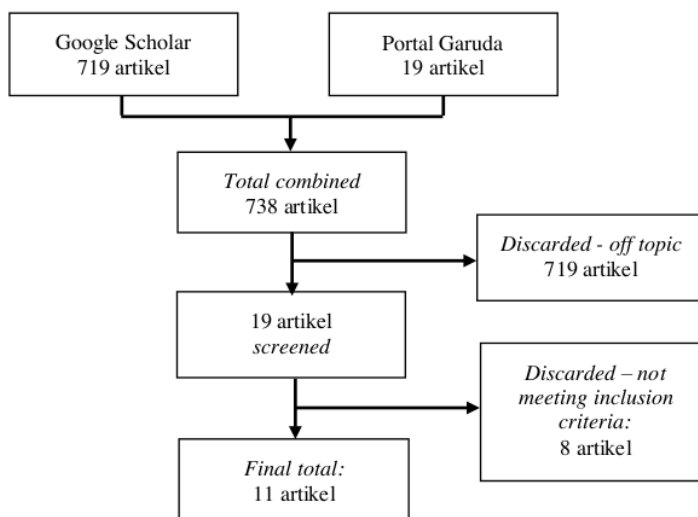 Google Scholar
719 artikel
Portal Garuda
19 artikel
Total combined
738 artikel
Discarded - off topic
719 artikel
19 artikel
screened
Discarded – not
meeting inclusion
criteria:
8 artikel
Final total:
11 artikel